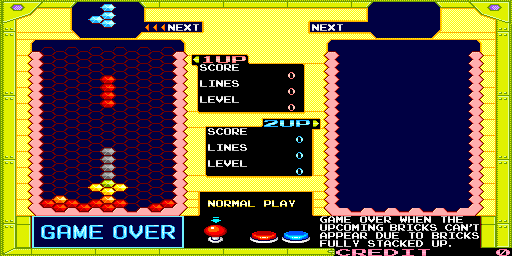 NEXT
NEXT
1UP
SCORE
0
LINES
0
LEVEL
0
2UP
SCORE
0
LINES
0
LEVEL
0
NORMAL PLAY
GAME OVER
GAME OVER WHEN THE
UPCOMING BRICKS CAN'T
APPEAR DUE TO BRICKS
FULLY STACKED UP.
CREDIT 0